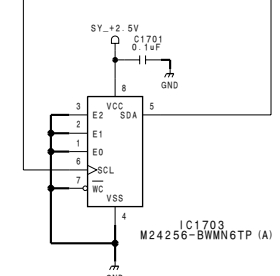 SY_+2.5V
C1701
0.1uF
GND
8
VCC
3 E2 SDA 5
2 E1
1 E0
6 SCL
7 WC
VSS
4
IC1703
M24256-BWMN6TP (A)
GND